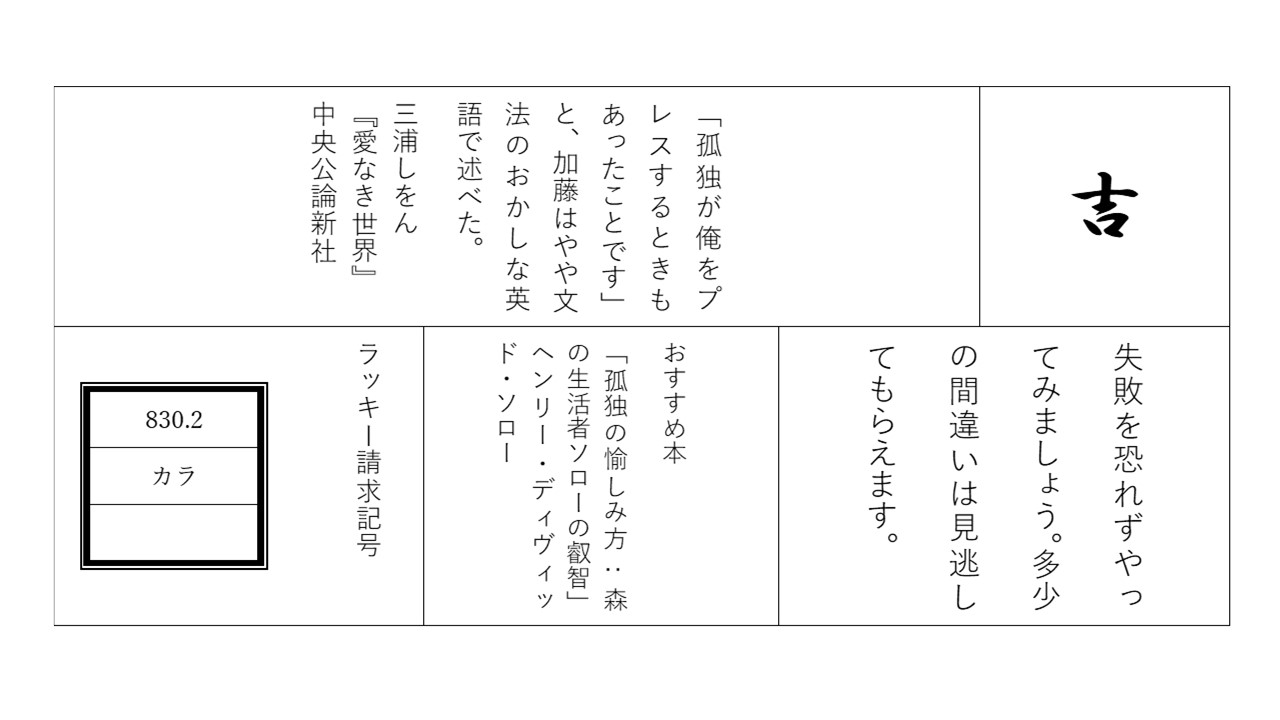 吉
「孤独が俺をプ
レスするときも
あったことです」
と、加藤はやや文
法のおかしな英
語で述べた。
三浦しをん
『愛なき世界』
中央公論新社
失敗を恐れずやっ
てみましょう。多少
の間違いは見逃し
てもらえます。
おすすめ本
「孤独の愉しみ方：森
の生活者ソローの叡智」
ヘンリー・ディヴィッ
ド・ソロー
ラッキー請求記号
830.2
カラ